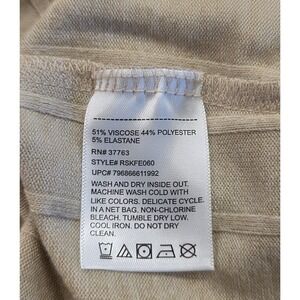 51% VISCOSE 44% POLYESTER
5% ELASTANE
RN# 37763
STYLE# RSKFE060
UPC# 796866611992
WASH AND DRY INSIDE OUT.
MACHINE WASH COLD WITH
LIKE COLORS. DELICATE CYCLE.
IN A NET BAG. NON-CHLORINE
BLEACH. TUMBLE DRY LOW.
COOL IRON. DO NOT DRY
CLEAN.